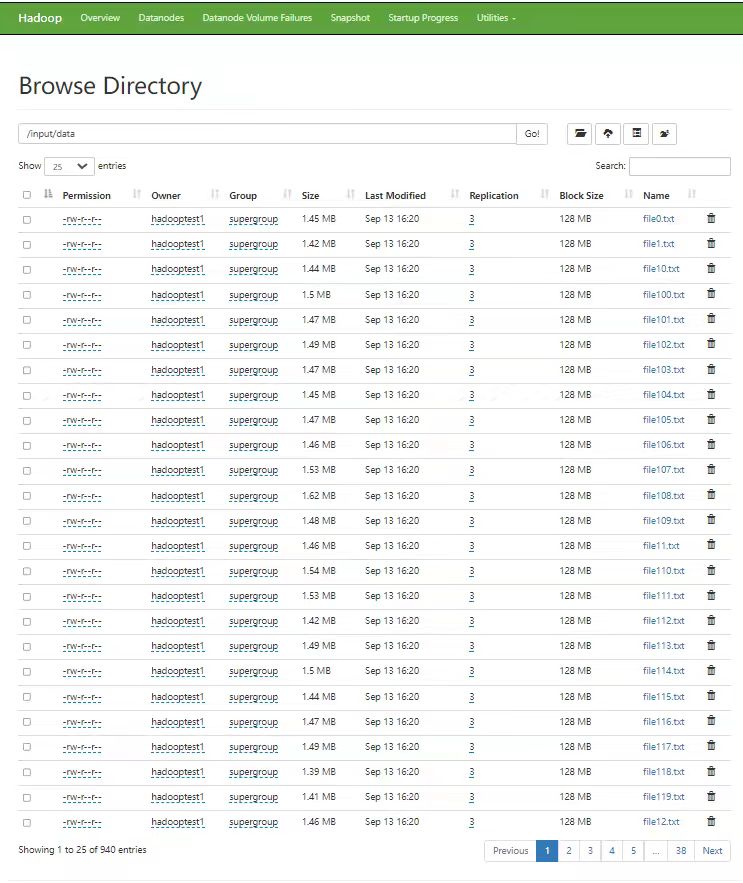 Hadoop Overview Datanodes Datanode Volume Failures Snapshot Startup Progress Utilities
Browse Directory
/input/data Go!
Show 25 entries Search:
Permission Owner Group Size Last Modified Replication Block Size Name
-rw-r--r-- hadooptest1 supergroup 1.45 MB Sep 13 16:20 3 128 MB file0.txt
-rw-r--r-- hadooptest1 supergroup 1.42 MB Sep 13 16:20 3 128 MB file1.txt
-rw-r--r-- hadooptest1 supergroup 1.44 MB Sep 13 16:20 3 128 MB file10.txt
-rw-r--r-- hadooptest1 supergroup 1.5 MB Sep 13 16:20 3 128 MB file100.txt
-rw-r--r-- hadooptest1 supergroup 1.47 MB Sep 13 16:20 3 128 MB file101.txt
-rw-r--r-- hadooptest1 supergroup 1.49 MB Sep 13 16:20 3 128 MB file102.txt
-rw-r--r-- hadooptest1 supergroup 1.47 MB Sep 13 16:20 3 128 MB file103.txt
-rw-r--r-- hadooptest1 supergroup 1.45 MB Sep 13 16:20 3 128 MB file104.txt
-rw-r--r-- hadooptest1 supergroup 1.47 MB Sep 13 16:20 3 128 MB file105.txt
-rw-r--r-- hadooptest1 supergroup 1.46 MB Sep 13 16:20 3 128 MB file106.txt
-rw-r--r-- hadooptest1 supergroup 1.53 MB Sep 13 16:20 3 128 MB file107.txt
-rw-r--r-- hadooptest1 supergroup 1.62 MB Sep 13 16:20 3 128 MB file108.txt
-rw-r--r-- hadooptest1 supergroup 1.48 MB Sep 13 16:20 3 128 MB file109.txt
-rw-r--r-- hadooptest1 supergroup 1.46 MB Sep 13 16:20 3 128 MB file11.txt
-rw-r--r-- hadooptest1 supergroup 1.54 MB Sep 13 16:20 3 128 MB file110.txt
-rw-r--r-- hadooptest1 supergroup 1.53 MB Sep 13 16:20 3 128 MB file111.txt
-rw-r--r-- hadooptest1 supergroup 1.42 MB Sep 13 16:20 3 128 MB file112.txt
-rw-r--r-- hadooptest1 supergroup 1.49 MB Sep 13 16:20 3 128 MB file113.txt
-rw-r--r-- hadooptest1 supergroup 1.5 MB Sep 13 16:20 3 128 MB file114.txt
-rw-r--r-- hadooptest1 supergroup 1.44 MB Sep 13 16:20 3 128 MB file115.txt
-rw-r--r-- hadooptest1 supergroup 1.47 MB Sep 13 16:20 3 128 MB file116.txt
-rw-r--r-- hadooptest1 supergroup 1.49 MB Sep 13 16:20 3 128 MB file117.txt
-rw-r--r-- hadooptest1 supergroup 1.39 MB Sep 13 16:20 3 128 MB file118.txt
-rw-r--r-- hadooptest1 supergroup 1.41 MB Sep 13 16:20 3 128 MB file119.txt
-rw-r--r-- hadooptest1 supergroup 1.46 MB Sep 13 16:20 3 128 MB file12.txt
Showing 1 to 25 of 940 entries Previous 1 2 3 4 5 ... 38 Next